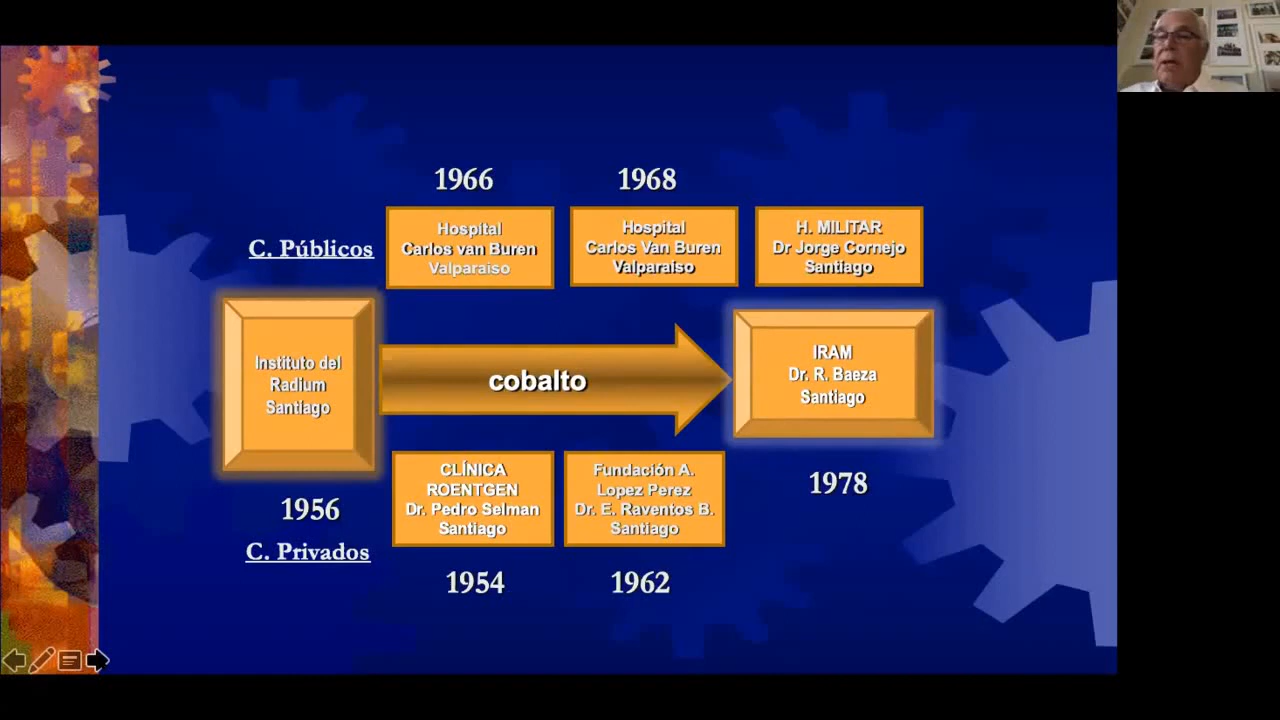 1966
1968
C. Públicos
Hospital
Carlos van Buren
Valparaiso
Hospital
Carlos Van Buren
Valparaiso
H. MILITAR
Dr Jorge Cornejo
Santiago
Instituto del
Radium
Santiago
cobalto
IRAM
Dr. R. Baeza
Santiago
1956
C. Privados
CLÍNICA
ROENTGEN
Dr. Pedro Selman
Santiago
Fundación A.
Lopez Perez
Dr. E. Raventos B.
Santiago
1978
1954
1962